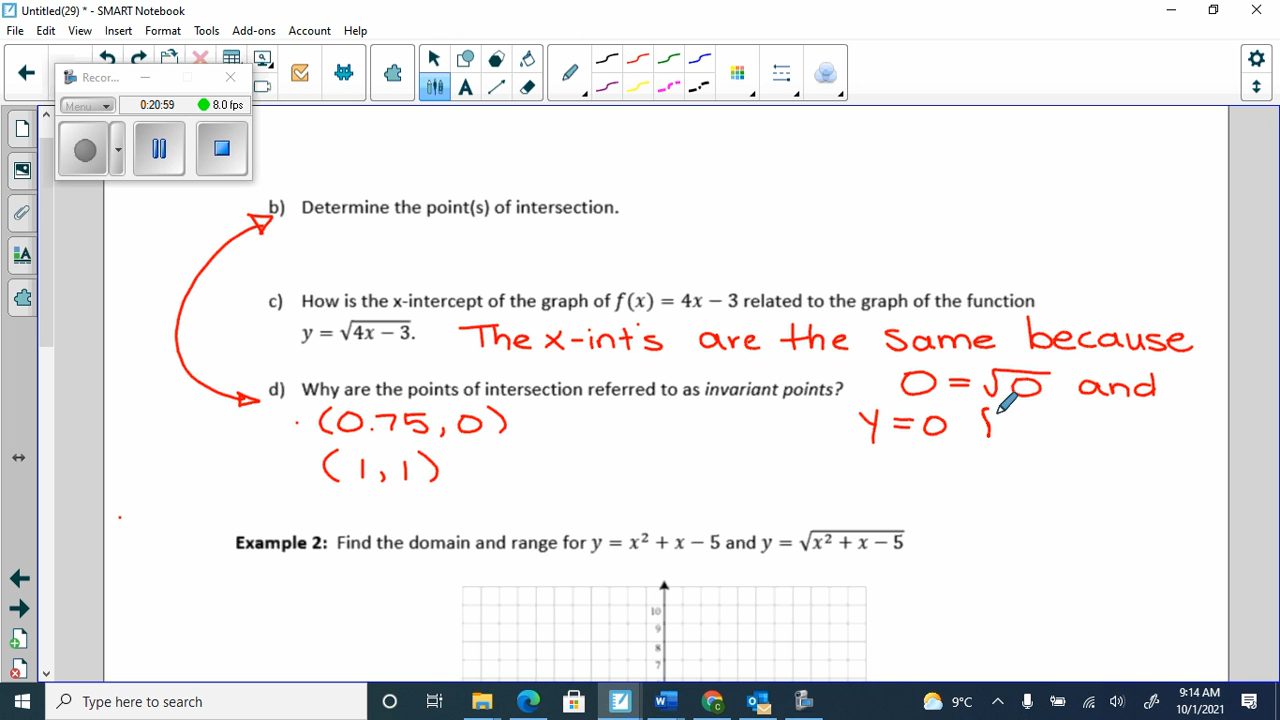 Untitled(29) * - SMART Notebook
File Edit View Insert Format Tools Add-ons Account Help
Recor...
Menu 0:20:59 8.0 fps
b) Determine the point(s) of intersection.
c) How is the x-intercept of the graph of f(x) = 4x − 3 related to the graph of the function
y = √4x − 3. The x-int's are the same because
d) Why are the points of intersection referred to as invariant points? 0 = √0 and
(0.75, 0) y = 0
(1, 1)
Example 2: Find the domain and range for y = x² + x − 5 and y = √x² + x − 5
10
9
8
7
Type here to search
9°C
9:14 AM
10/1/2021